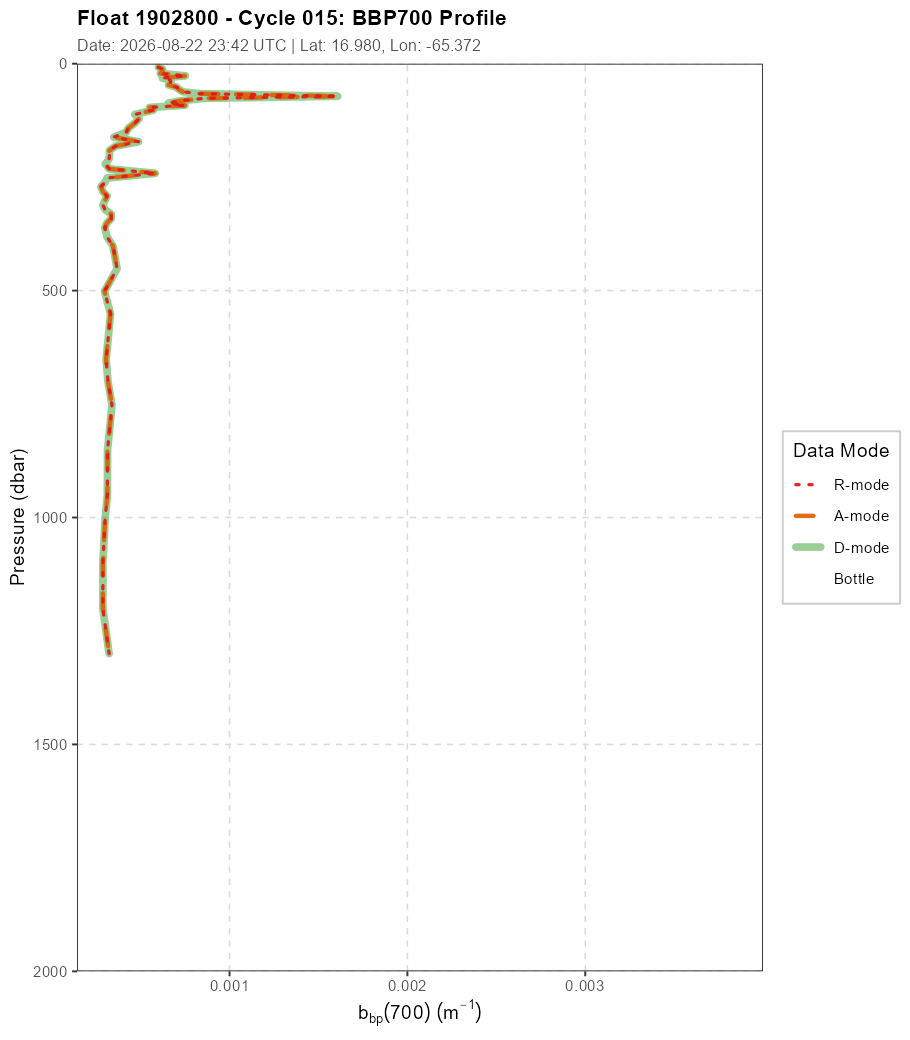 Float 1902800 - Cycle 015: BBP700 Profile
Date: 2026-08-22 23:42 UTC | Lat: 16.980, Lon: -65.372
0
500
1000
1500
2000
Pressure (dbar)
0.001
0.002
0.003
b_bp(700) (m⁻¹)
Data Mode
R-mode
A-mode
D-mode
Bottle